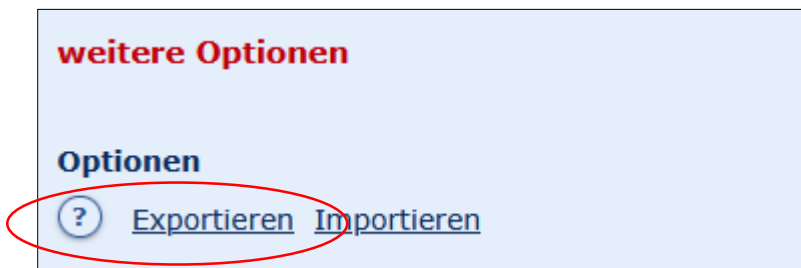 weitere Optionen
Optionen
? Exportieren Importieren